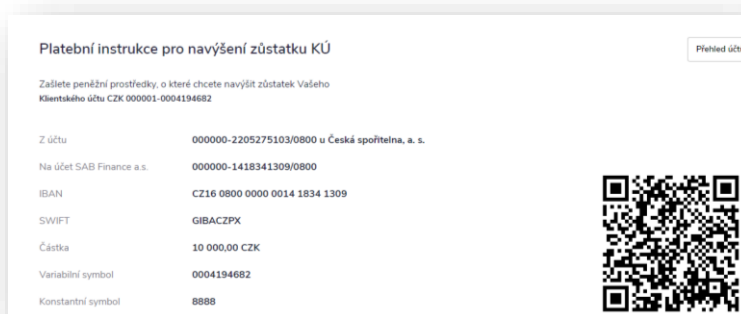 Platební instrukce pro navýšení zůstatku KÚ
Přehled účtu
Zašlete peněžní prostředky, o které chcete navýšit zůstatek Vašeho
Klientského účtu CZK 000001-0004194682
Z účtu 000000-2205275103/0800 u Česká spořitelna, a. s.
Na účet SAB Finance a.s. 000000-1418341309/0800
IBAN CZ16 0800 0000 0014 1834 1309
SWIFT GIBACZPX
Částka 10 000,00 CZK
Variabilní symbol 0004194682
Konstantní symbol 8888